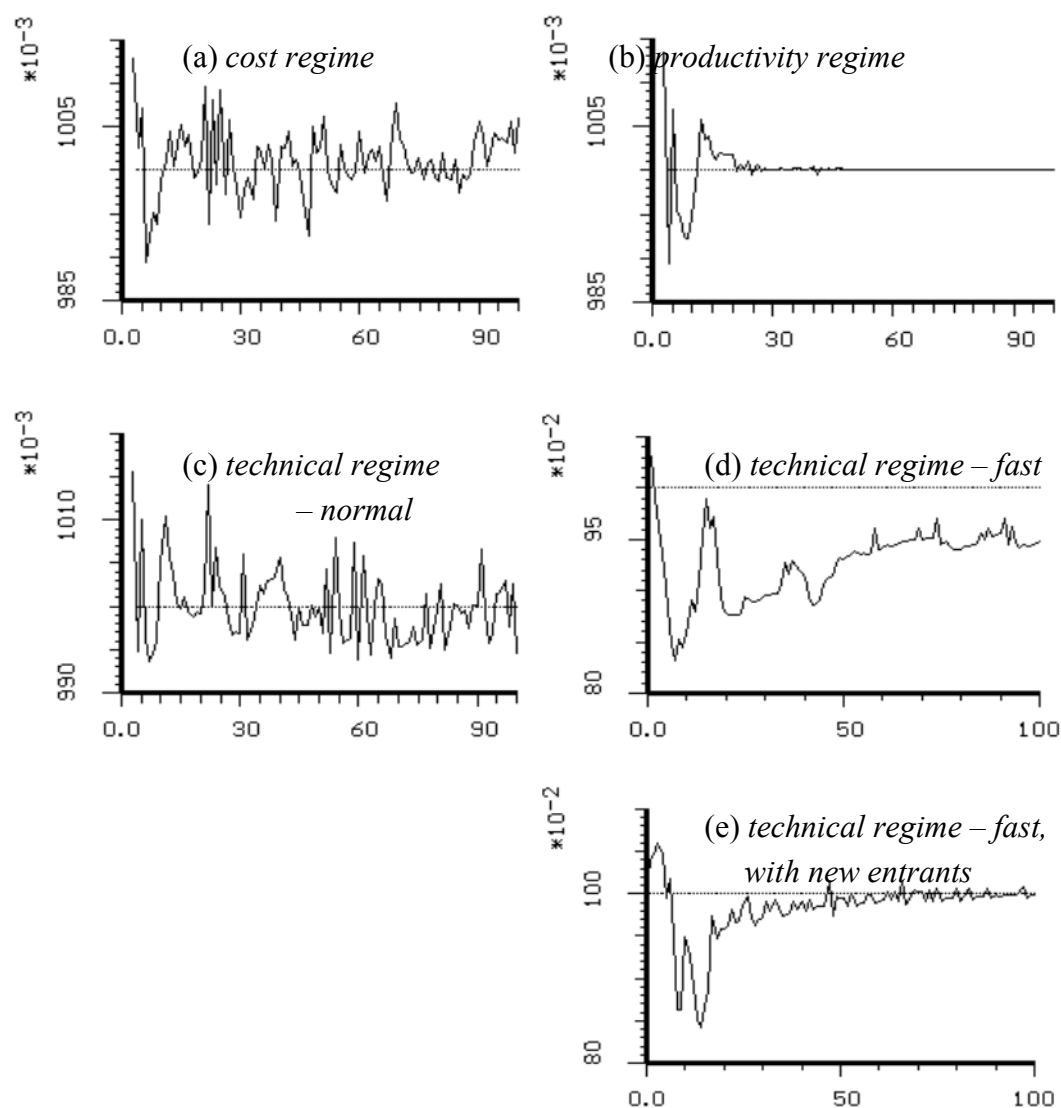 *10⁻³
(a) cost regime
1005
985
0.0 30 60 90
*10⁻³
(b) productivity regime
1005
985
0.0 30 60 90
*10⁻³
(c) technical regime
– normal
1010
990
0.0 30 60 90
*10⁻²
(d) technical regime – fast
95
80
0.0 50 100
*10⁻²
(e) technical regime – fast,
with new entrants
100
80
0.0 50 100